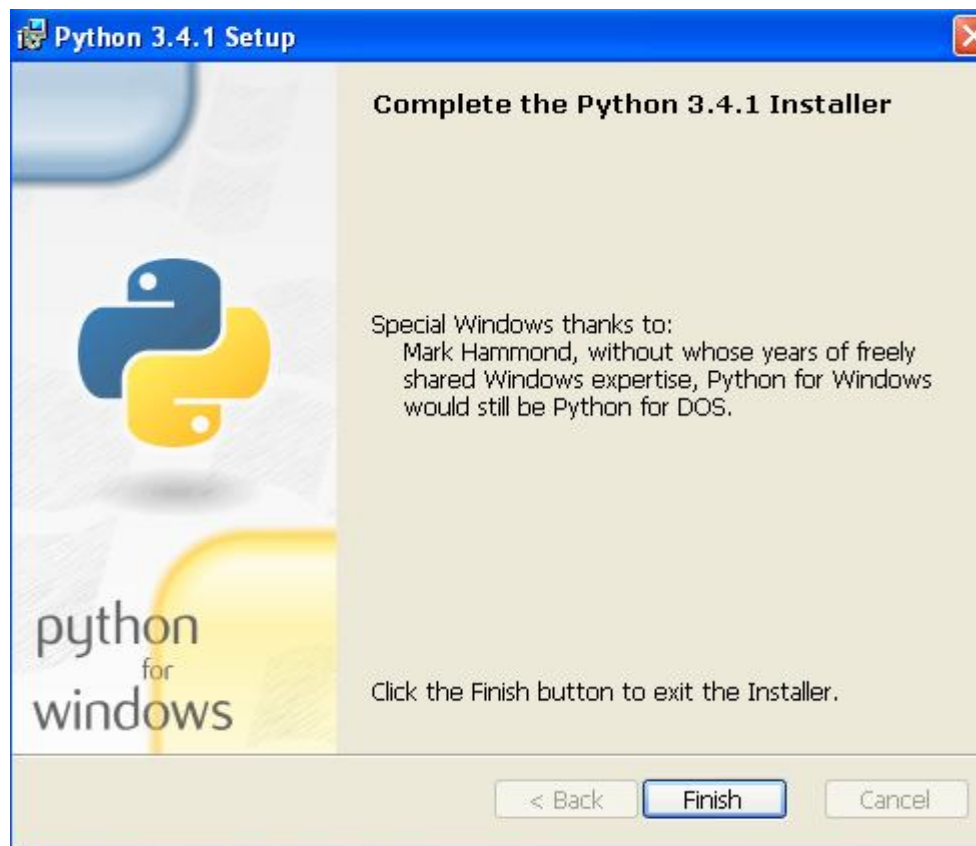 Python 3.4.1 Setup
Complete the Python 3.4.1 Installer
Special Windows thanks to:
Mark Hammond, without whose years of freely
shared Windows expertise, Python for Windows
would still be Python for DOS.
python
for
windows
Click the Finish button to exit the Installer.
< Back
Finish
Cancel